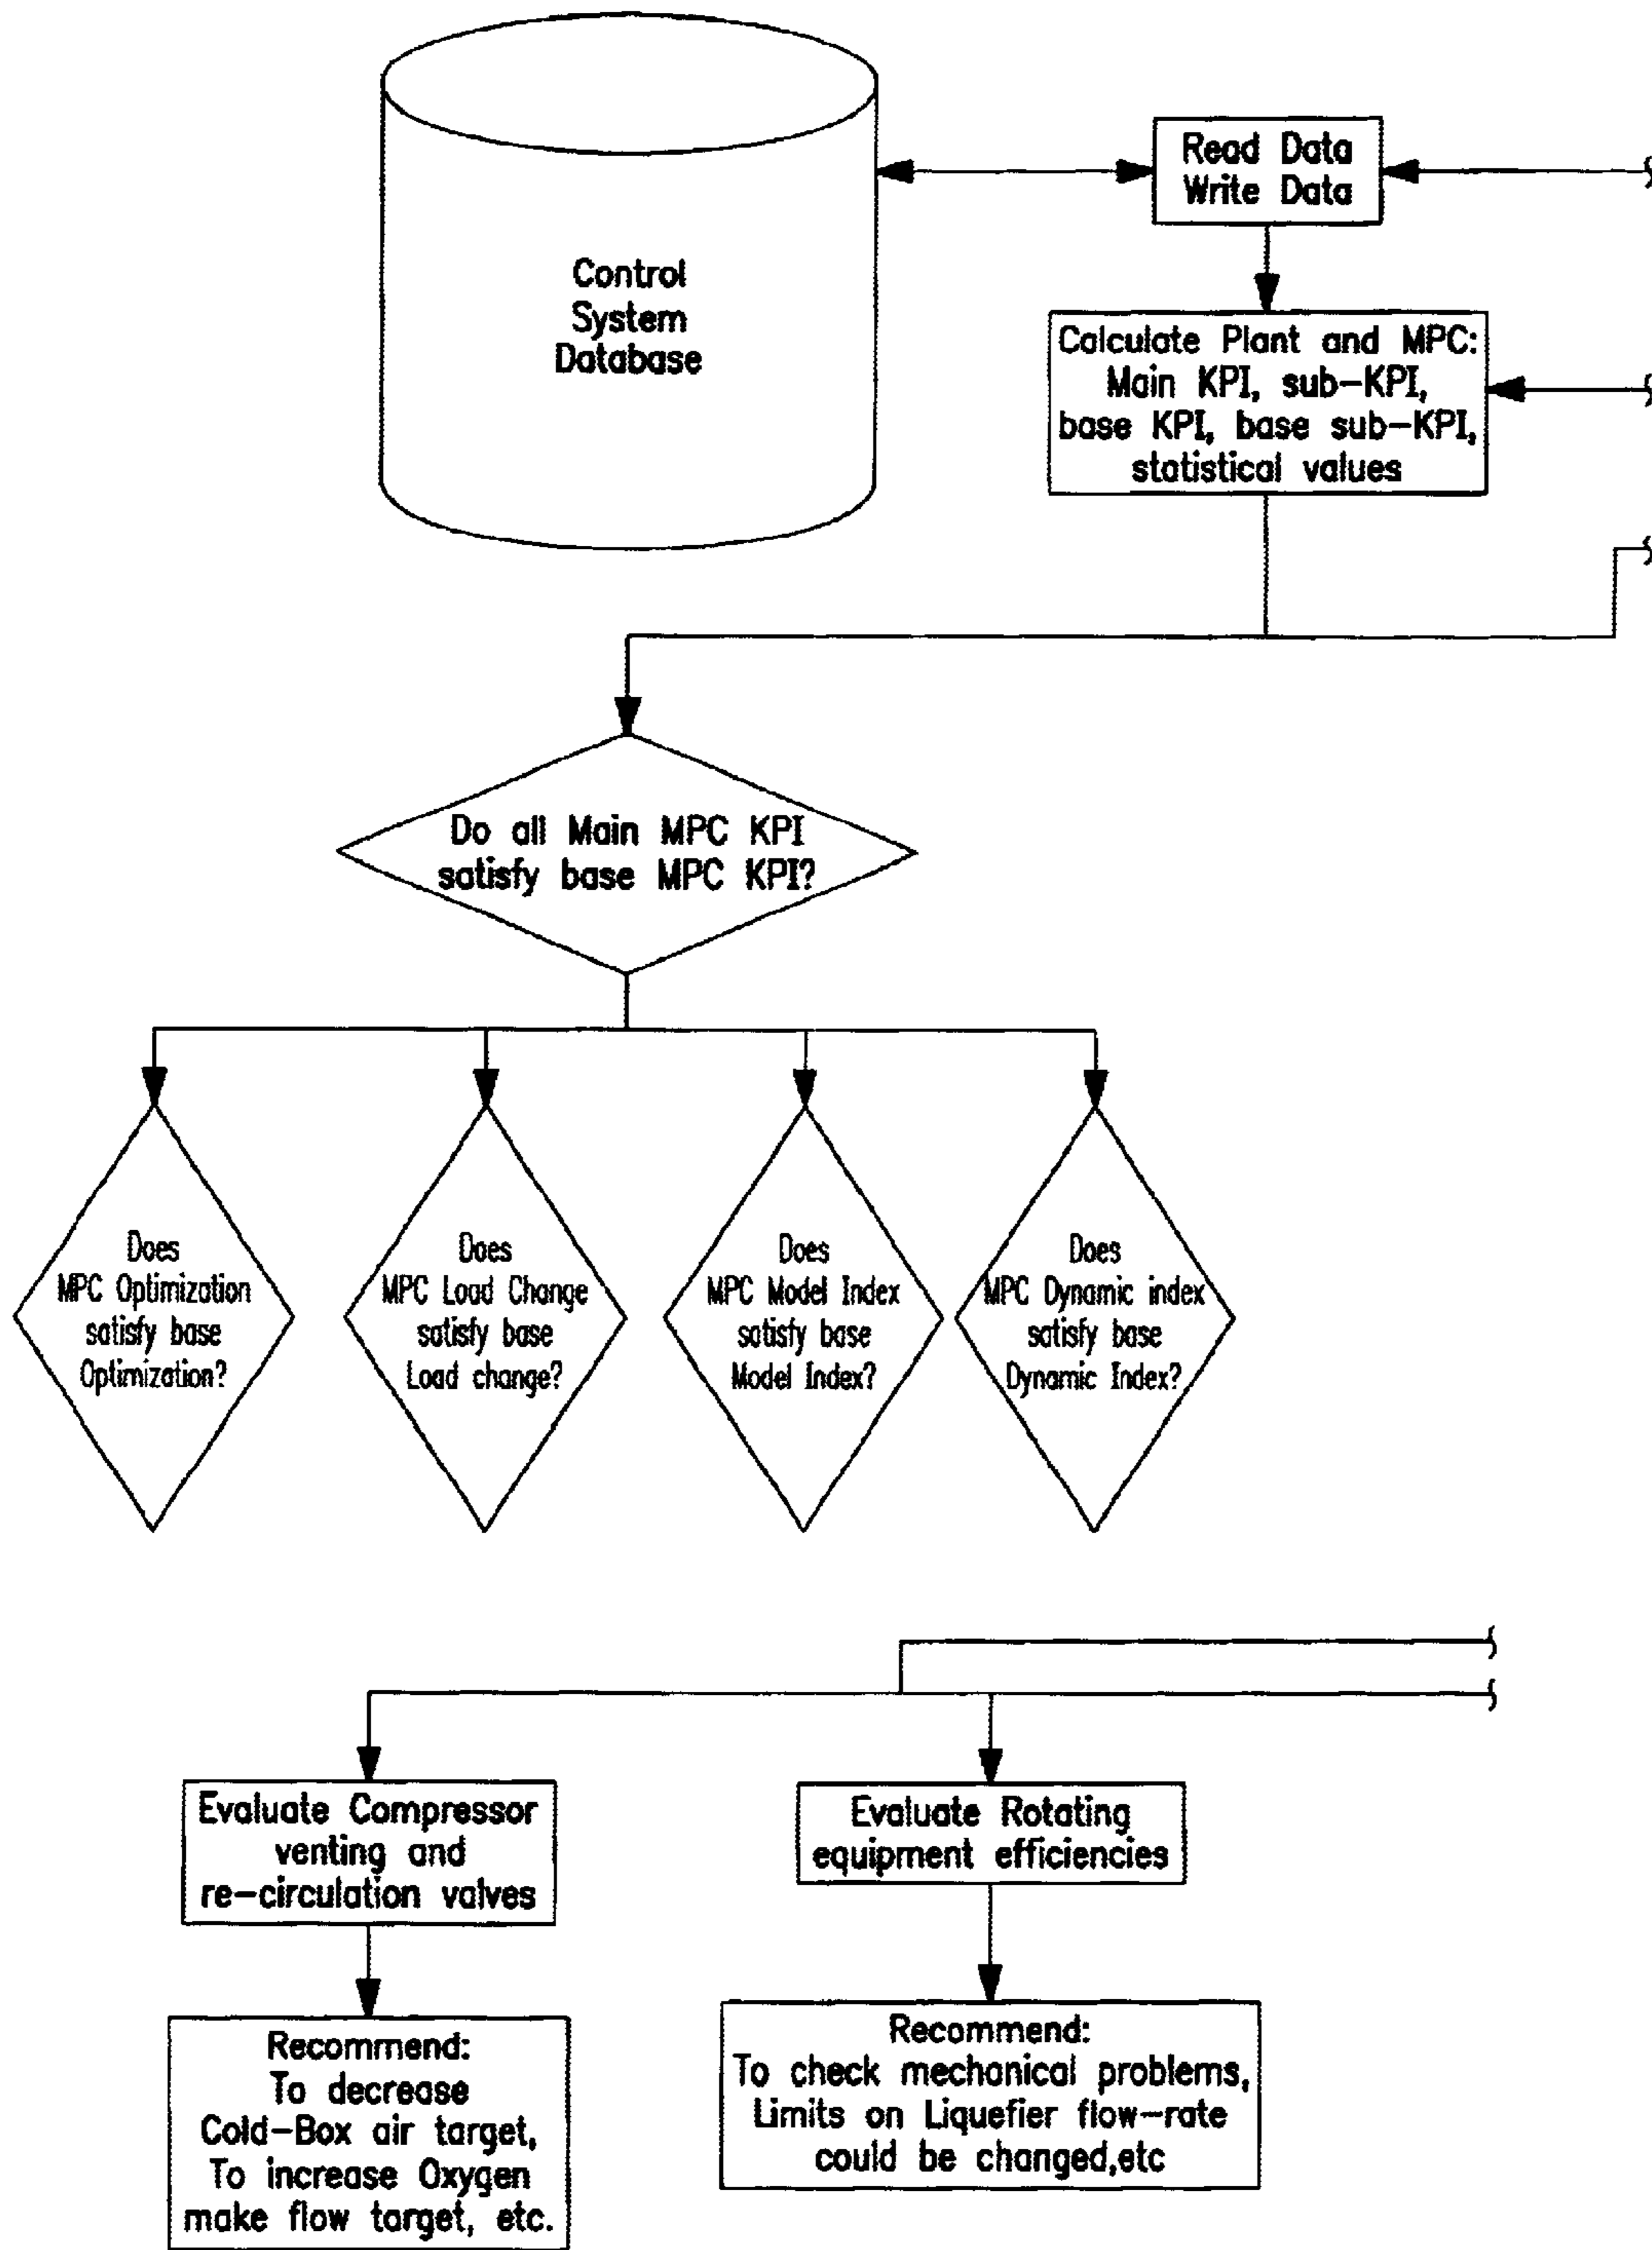 Control
System
Database
Read Data
Write Data
Calculate Plant and MPC:
Main KPI, sub-KPI,
base KPI, base sub-KPI,
statistical values
Do all Main MPC KPI
satisfy base MPC KPI?
Does
MPC Optimization
satisfy base
Optimization?
Does
MPC Load Change
satisfy base
Load change?
Does
MPC Model Index
satisfy base
Model Index?
Does
MPC Dynamic index
satisfy base
Dynamic Index?
Evaluate Compressor
venting and
re-circulation valves
Evaluate Rotating
equipment efficiencies
Recommend:
To decrease
Cold-Box air target,
To increase Oxygen
make flow target, etc.
Recommend:
To check mechanical problems,
Limits on Liquefier flow-rate
could be changed,etc